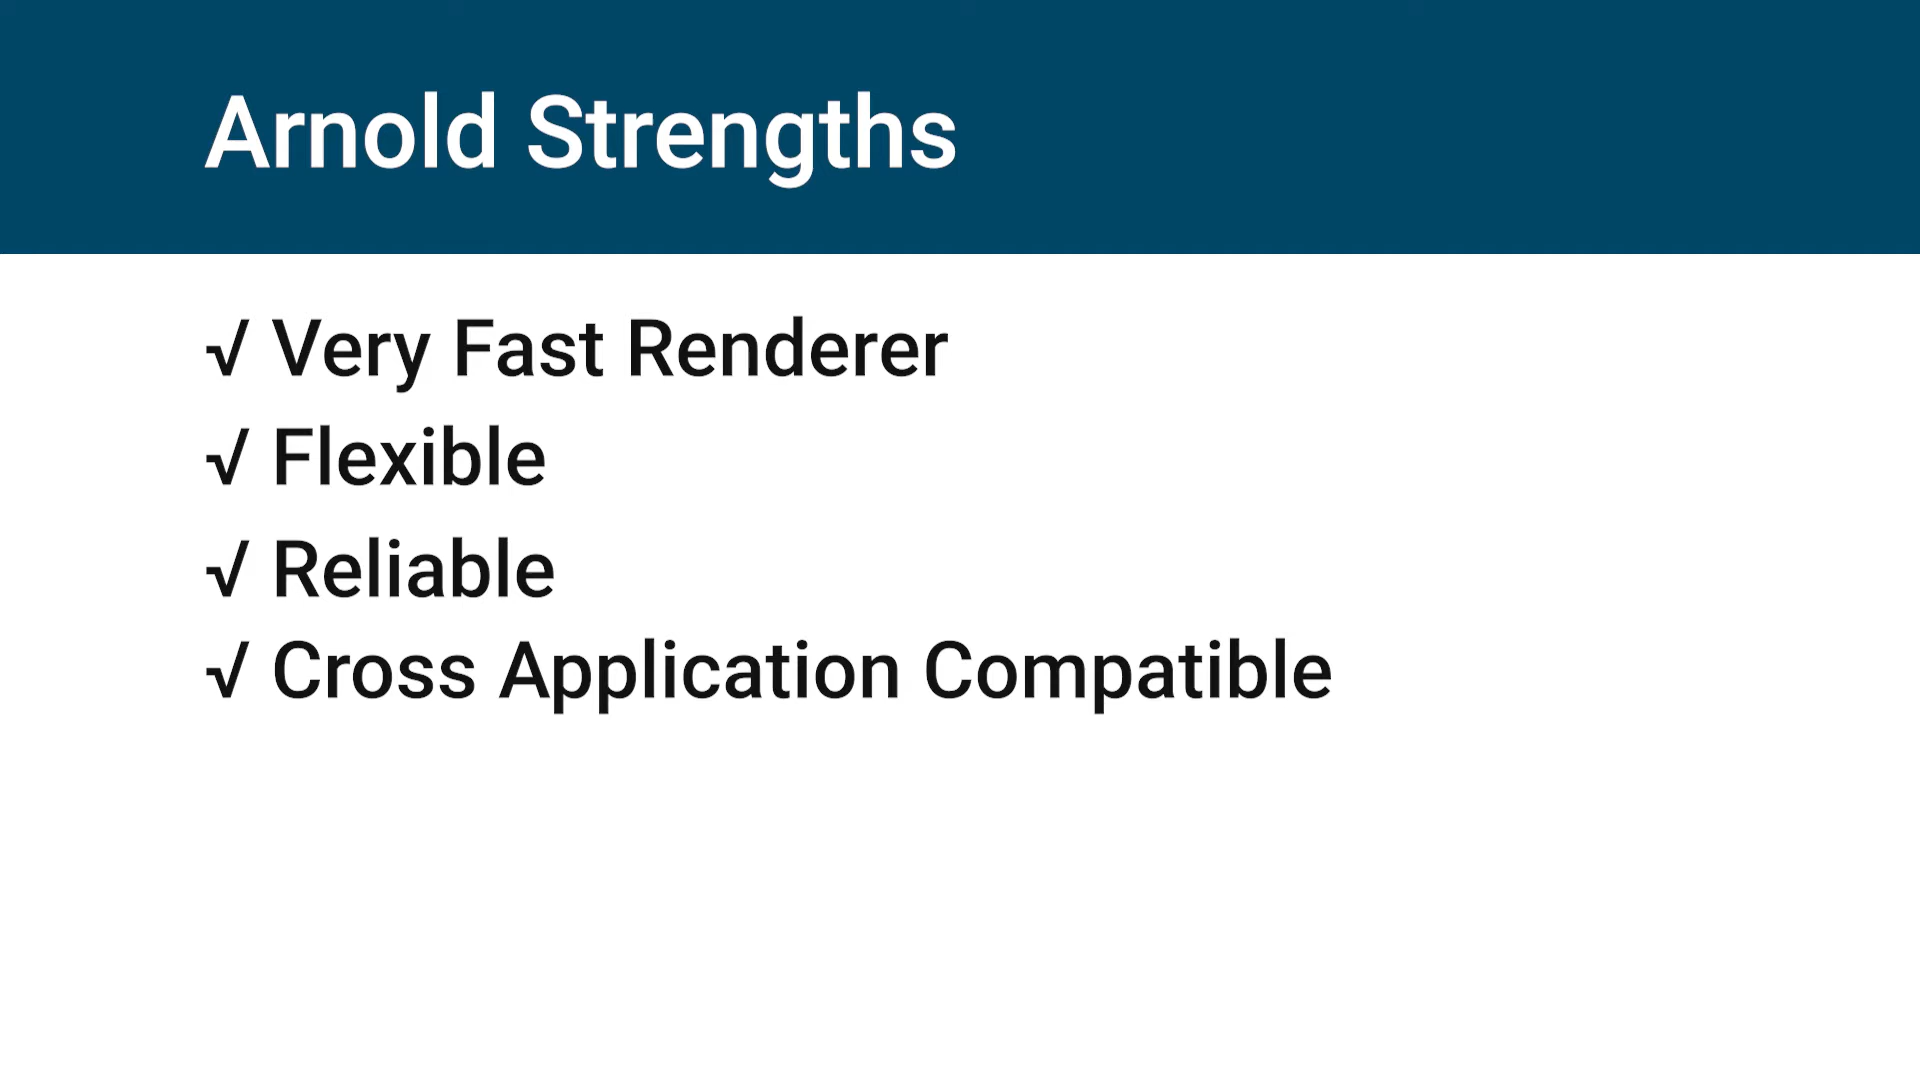 Arnold Strengths
√ Very Fast Renderer
√ Flexible
√ Reliable
√ Cross Application Compatible